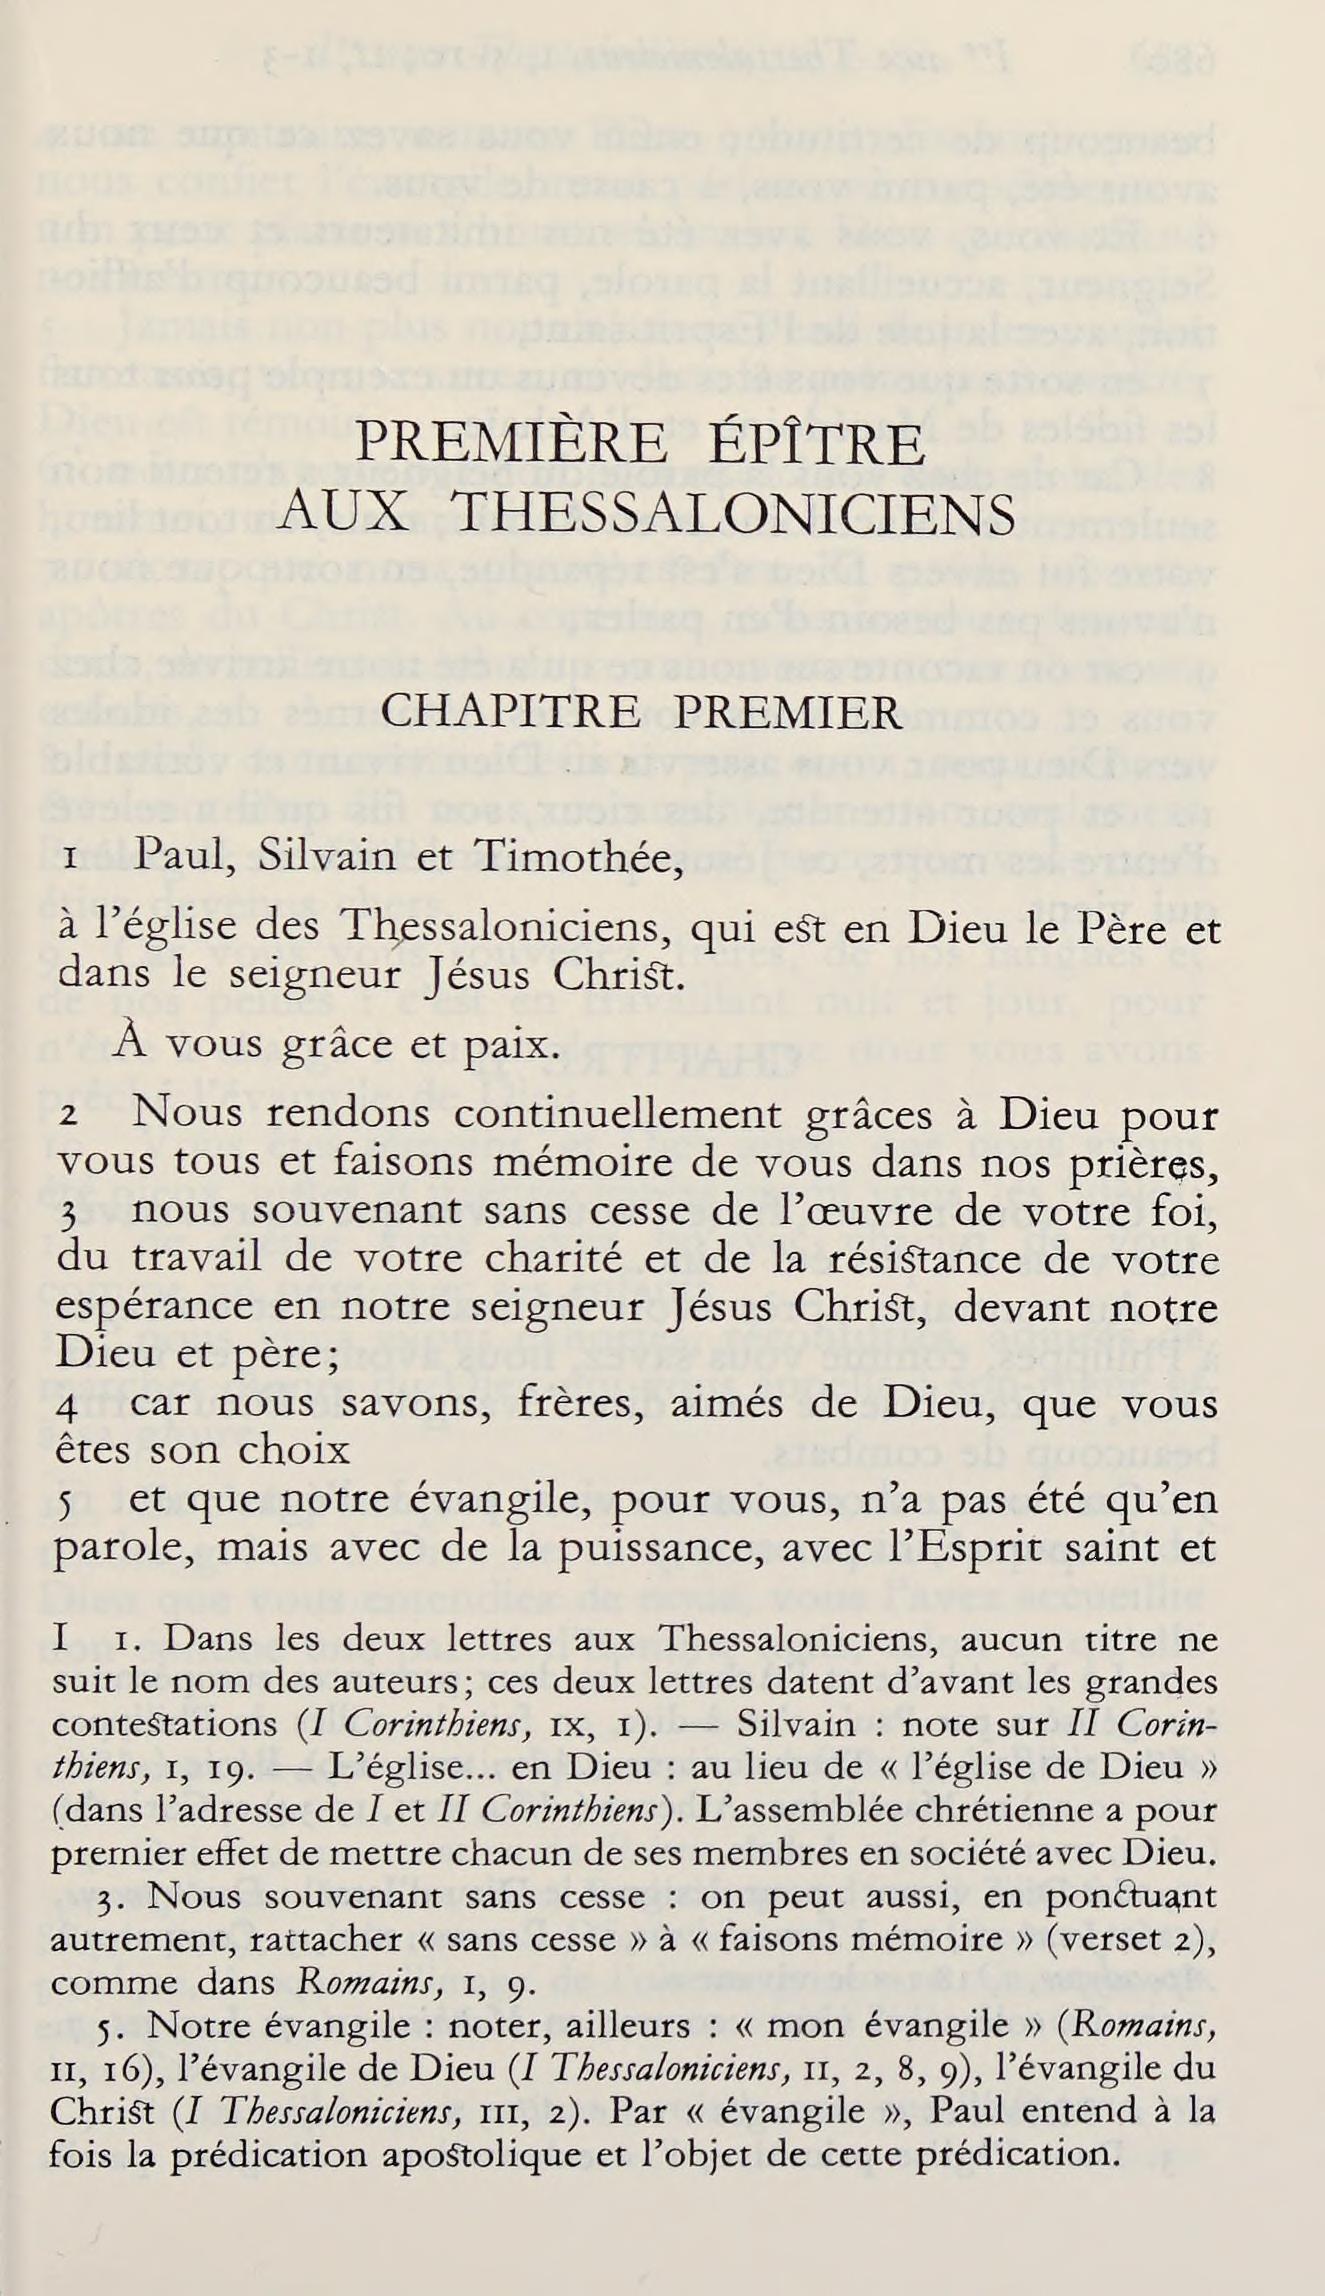 PREMIÈRE ÉPÎTRE
AUX THESSALONICIENS
CHAPITRE PREMIER
1 Paul, Silvain et Timothée,
à l’église des Thessaloniciens, qui est en Dieu le Père et
dans le seigneur Jésus Christ.
À vous grâce et paix.
2 Nous rendons continuellement grâces à Dieu pour
vous tous et faisons mémoire de vous dans nos prières,
3 nous souvenant sans cesse de l’œuvre de votre foi,
du travail de votre charité et de la résistance de votre
espérance en notre seigneur Jésus Christ, devant notre
Dieu et père;
4 car nous savons, frères, aimés de Dieu, que vous
êtes son choix
5 et que notre évangile, pour vous, n’a pas été qu’en
parole, mais avec de la puissance, avec l’Esprit saint et
I 1. Dans les deux lettres aux Thessaloniciens, aucun titre ne
suit le nom des auteurs; ces deux lettres datent d’avant les grandes
contestations (I Corinthiens, IX, 1). — Silvain : note sur II Corin-
thiens, I, 19. — L’église... en Dieu : au lieu de « l’église de Dieu »
(dans l’adresse de I et II Corinthiens). L’assemblée chrétienne a pour
premier effet de mettre chacun de ses membres en société avec Dieu.
3. Nous souvenant sans cesse : on peut aussi, en ponctuant
autrement, rattacher « sans cesse » à « faisons mémoire » (verset 2),
comme dans Romains, I, 9.
5. Notre évangile : noter, ailleurs : « mon évangile » (Romains,
II, 16), l’évangile de Dieu (I Thessaloniciens, II, 2, 8, 9), l’évangile du
Christ (I Thessaloniciens, III, 2). Par « évangile », Paul entend à la
fois la prédication apostolique et l’objet de cette prédication.